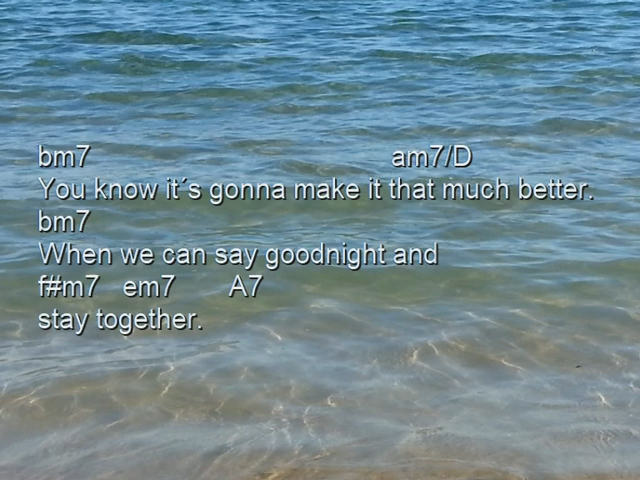 bm7 am7/D
You know it´s gonna make it that much better.
bm7
When we can say goodnight and
f#m7 em7 A7
stay together.